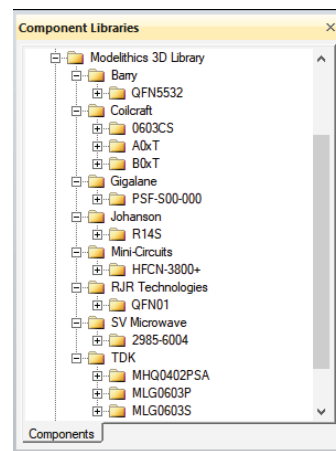 Component Libraries
Modelithics 3D Library
Barry
QFN5532
Coilcraft
0603CS
A0xT
B0xT
Gigalane
PSF-S00-000
Johanson
R14S
Mini-Circuits
HFCN-3800+
RJR Technologies
QFN01
SV Microwave
2985-6004
TDK
MHQ0402PSA
MLG0603P
MLG0603S
Components